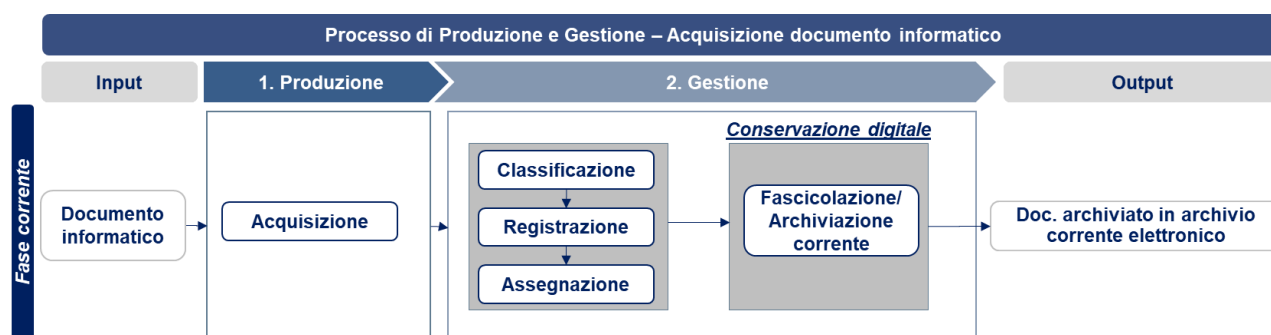 Processo di Produzione e Gestione – Acquisizione documento informatico
Input
1. Produzione
2. Gestione
Output
Fase corrente
Documento
informatico
Acquisizione
Classificazione
Registrazione
Assegnazione
Conservazione digitale
Fascicolazione/
Archiviazione
corrente
Doc. archiviato in archivio
corrente elettronico